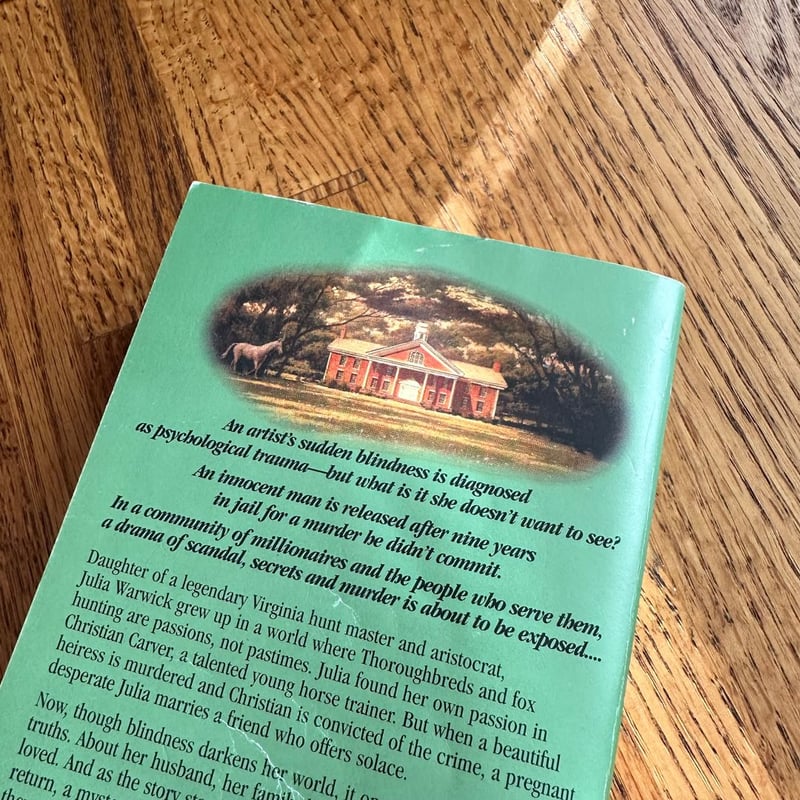 An artist's sudden blindness is diagnosed
as psychological trauma—but what is it she doesn't want to see?
An innocent man is released after nine years
in jail for a murder he didn't commit.
In a community of millionaires and the people who serve them,
a drama of scandal, secrets and murder is about to be exposed....
Daughter of a legendary Virginia hunt master and aristocrat,
Julia Warwick grew up in a world where Thoroughbreds and fox
hunting are passions, not pastimes. Julia found her own passion in
Christian Carver, a talented young horse trainer. But when a beautiful
heiress is murdered and Christian is convicted of the crime, a pregnant
desperate Julia marries a friend who offers solace.
Now, though blindness darkens her world, it
truths. About her husband, her
loved. And as the story
return, a